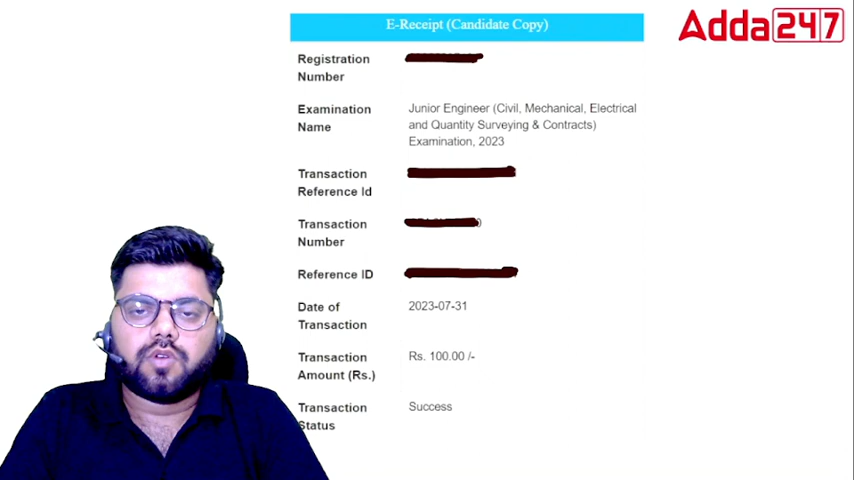 E-Receipt (Candidate Copy)
Adda247
Registration
Number
Examination
Name
Junior Engineer (Civil, Mechanical, Electrical
and Quantity Surveying & Contracts)
Examination, 2023
Transaction
Reference Id
Transaction
Number
Reference ID
Date of
Transaction
2023-07-31
Transaction
Amount (Rs.)
Rs. 100.00 /-
Transaction
Status
Success